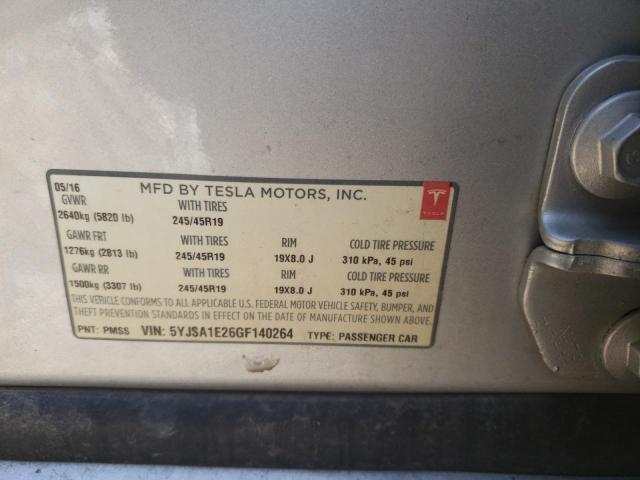 05/16 MFD BY TESLA MOTORS, INC.
GVWR WITH TIRES
2640kg (5820 lb) 245/45R19
GAWR FRT WITH TIRES RIM COLD TIRE PRESSURE
1276kg (2813 lb) 245/45R19 19X8.0 J 310 kPa, 45 psi
GAWR RR WITH TIRES RIM COLD TIRE PRESSURE
1500kg (3307 lb) 245/45R19 19X8.0 J 310 kPa, 45 psi
THIS VEHICLE CONFORMS TO ALL APPLICABLE U.S. FEDERAL MOTOR VEHICLE SAFETY, BUMPER, AND
THEFT PREVENTION STANDARDS IN EFFECT ON THE DATE OF MANUFACTURE SHOWN ABOVE.
PNT: PMSS VIN: 5YJSA1E26GF140264 TYPE: PASSENGER CAR
TESLA